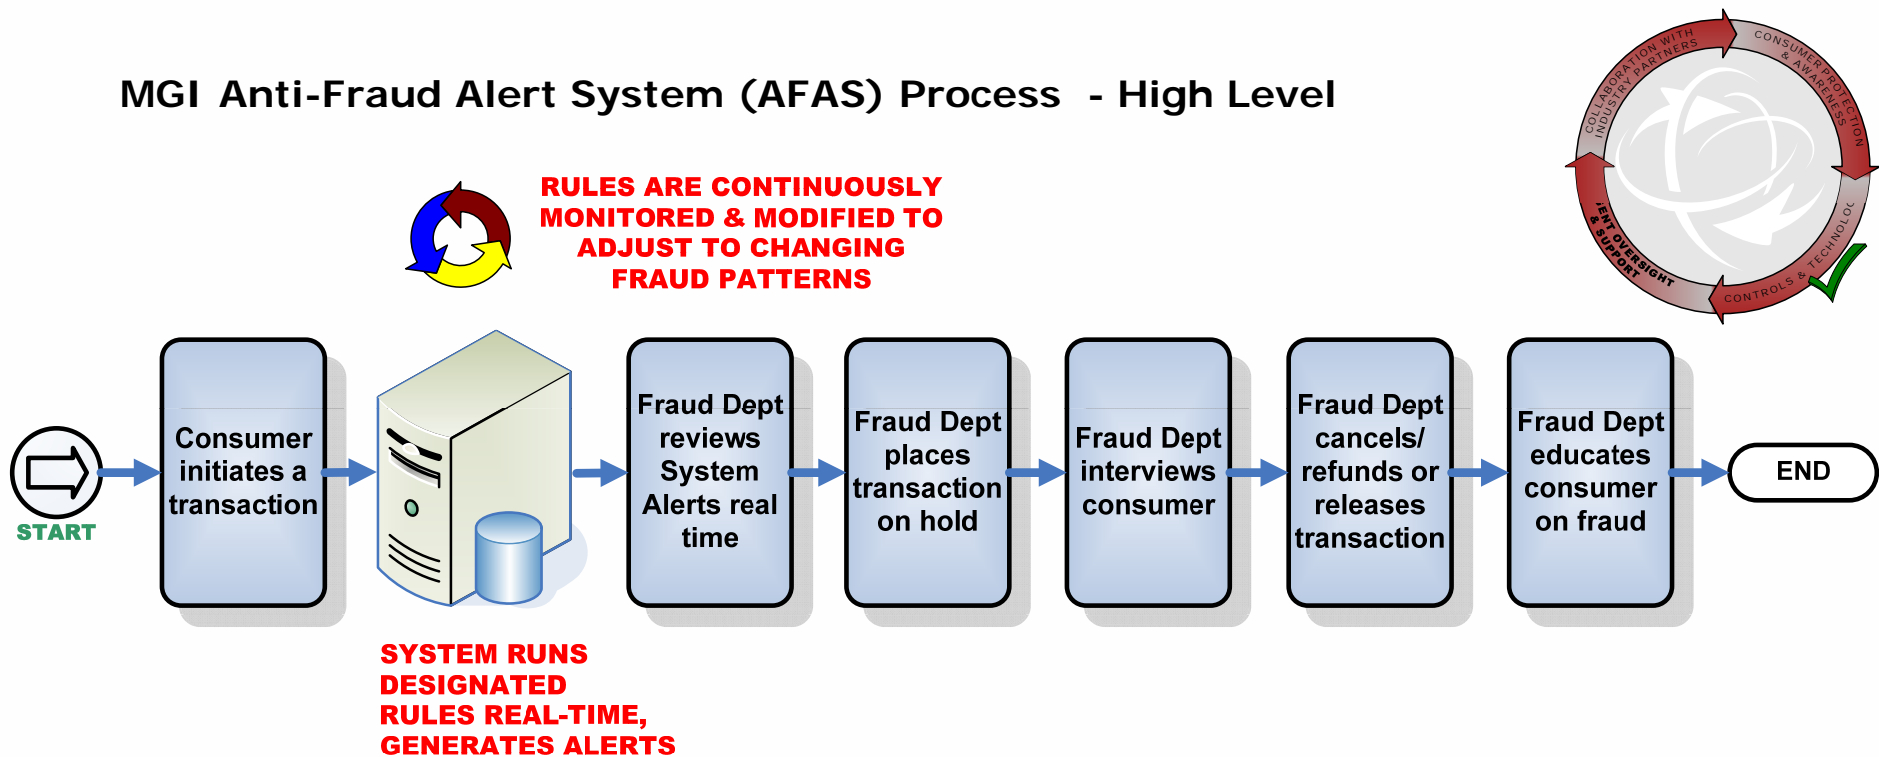 MGI Anti-Fraud Alert System (AFAS) Process - High Level
COLLABORATION WITH
INDUSTRY PARTNERS
CONSUMER PROTECTION
& AWARENESS
CONTROLS &
OVERSIGHT
& SUPPORT
RULES ARE CONTINUOUSLY
MONITORED & MODIFIED TO
ADJUST TO CHANGING
FRAUD PATTERNS
START
Consumer
initiates a
transaction
Fraud Dept
reviews
System
Alerts real
time
Fraud Dept
places
transaction
on hold
Fraud Dept
interviews
consumer
Fraud Dept
cancels/
refunds or
releases
transaction
Fraud Dept
educates
consumer
on fraud
END
SYSTEM RUNS
DESIGNATED
RULES REAL-TIME,
GENERATES ALERTS